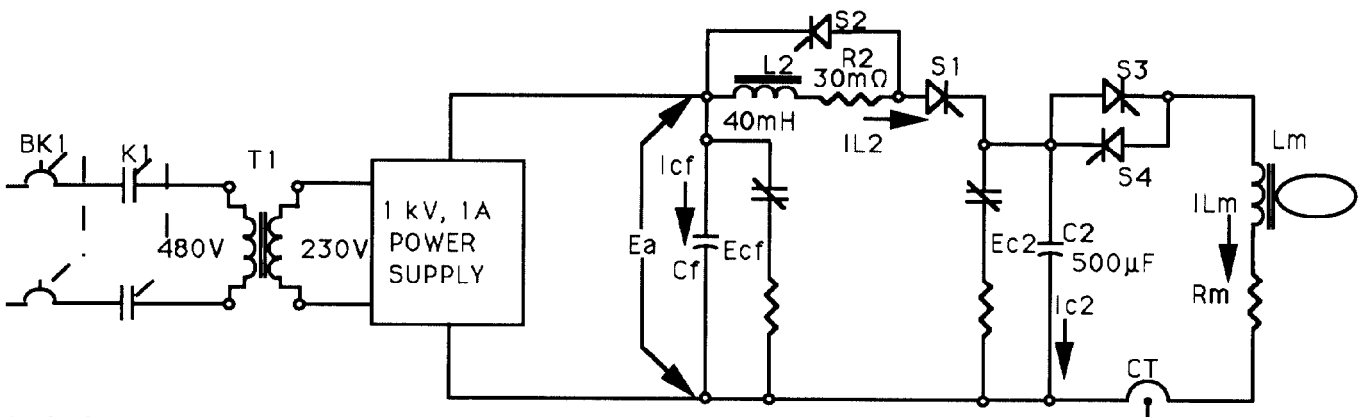 BK1
K1
T1
480V
230V
1 kV, 1A
POWER
SUPPLY
Ea
Icf
Ecf
Cf
S2
L2
R2
30mΩ
40mH
IL2
S1
Ec2
C2
500µF
Ic2
S3
S4
Lm
ILm
Rm
CT